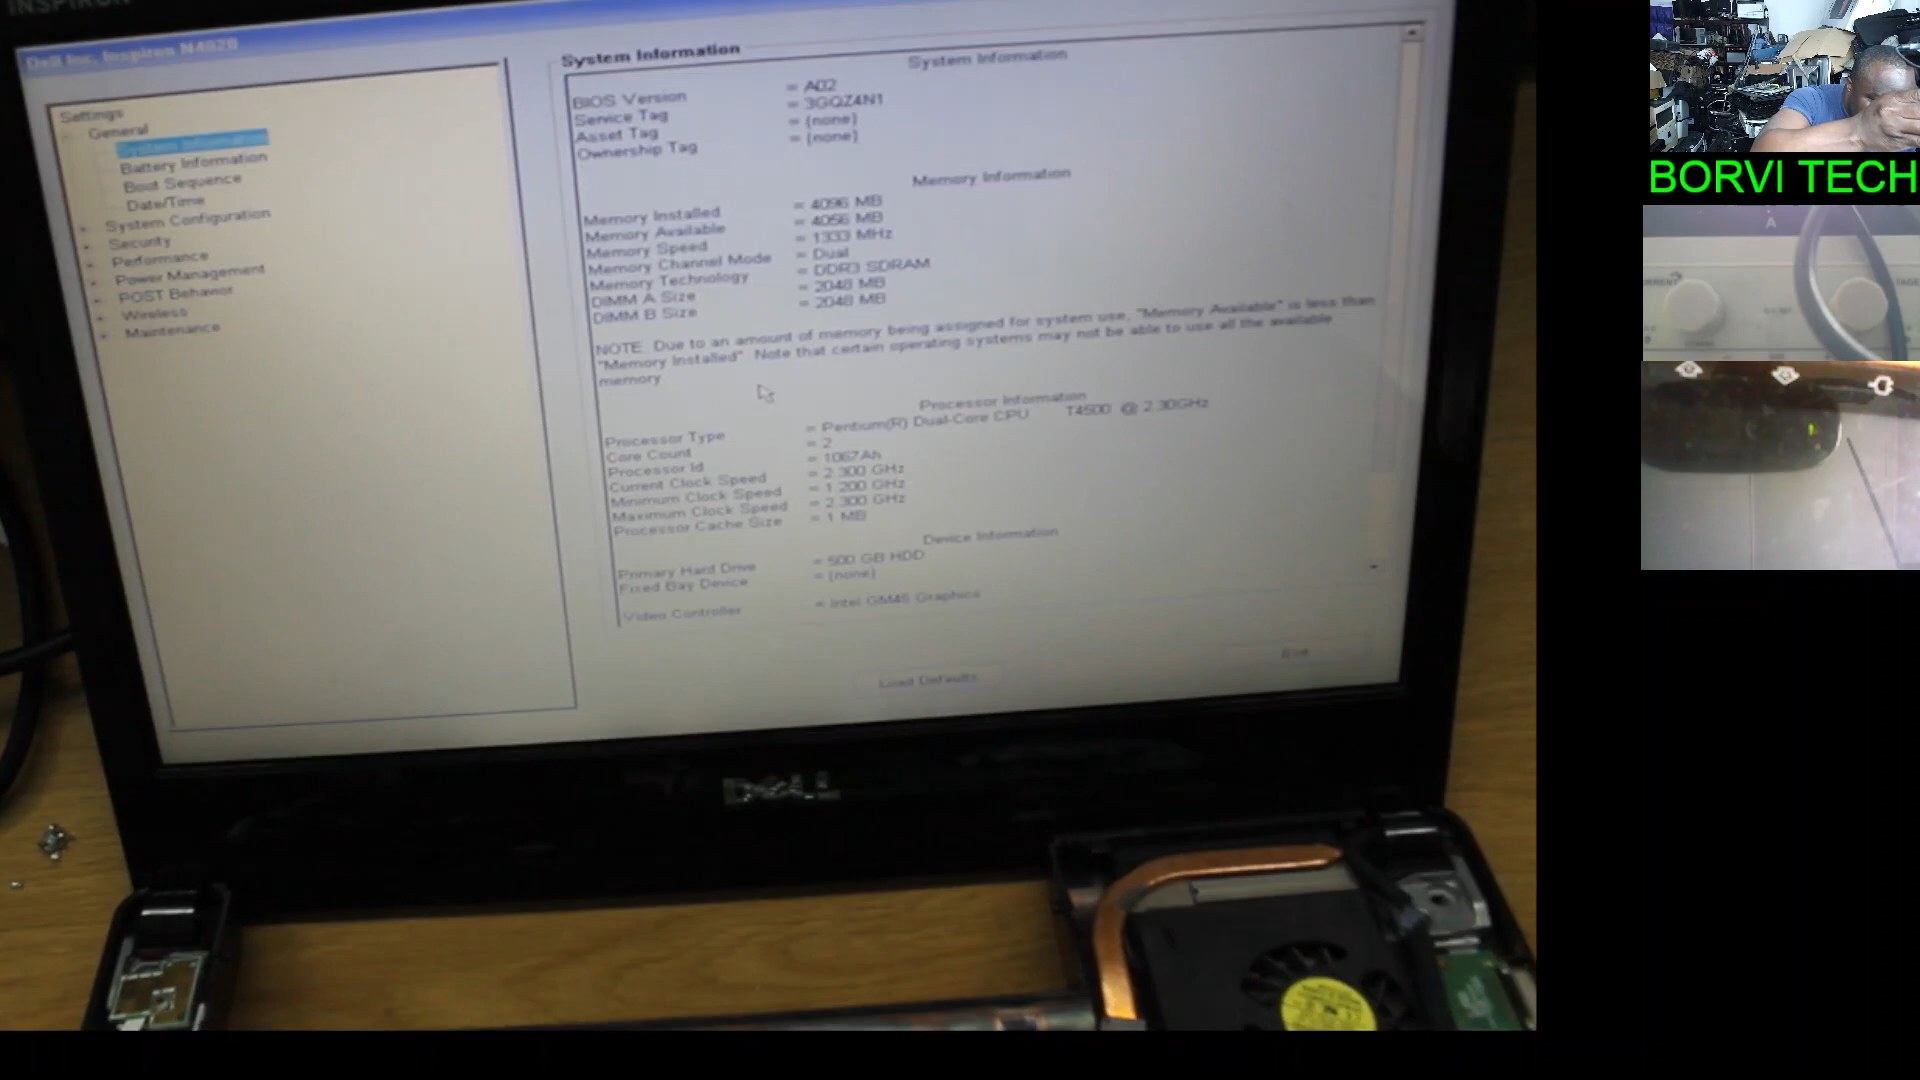 INSPIRON
Dell Inc. Inspiron N4020
Settings
General
System Information
Battery Information
Boot Sequence
Date/Time
System Configuration
Security
Performance
Power Management
POST Behavior
Wireless
Maintenance
System Information
System Information
BIOS Version = A02
Service Tag = 3GQZ4N1
Asset Tag = (none)
Ownership Tag = (none)
Memory Information
Memory Installed = 4096 MB
Memory Available = 4056 MB
Memory Speed = 1333 MHz
Memory Channel Mode = Dual
Memory Technology = DDR3 SDRAM
DIMM A Size = 2048 MB
DIMM B Size = 2048 MB
NOTE: Due to an amount of memory being assigned for system use, "Memory Available" is less than
"Memory Installed". Note that certain operating systems may not be able to use all the available
memory
Processor Information
Processor Type = Pentium(R) Dual-Core CPU T4500 @ 2.30GHz
Core Count = 2
Processor Id = 1067Ah
Current Clock Speed = 2.300 GHz
Minimum Clock Speed = 1.200 GHz
Maximum Clock Speed = 2.300 GHz
Processor Cache Size = 1 MB
Device Information
Primary Hard Drive = 500 GB HDD
Fixed Bay Device = (none)
Video Controller = Intel GM45 Graphics
Load Defaults
Exit
DELL
BORVI TECH
A